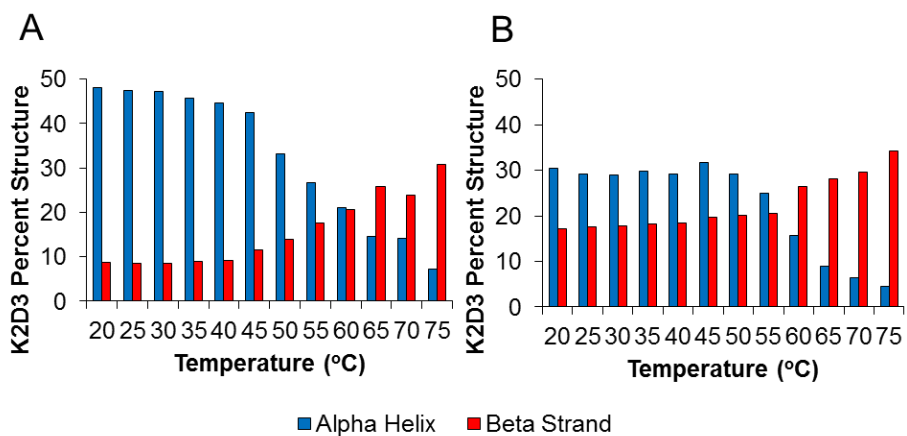 A
B
K2D3 Percent Structure
50
40
30
20
10
0
20 25 30 35 40 45 50 55 60 65 70 75
Temperature (°C)
K2D3 Percent Structure
50
40
30
20
10
0
20 25 30 35 40 45 50 55 60 65 70 75
Temperature (°C)
Alpha Helix Beta Strand